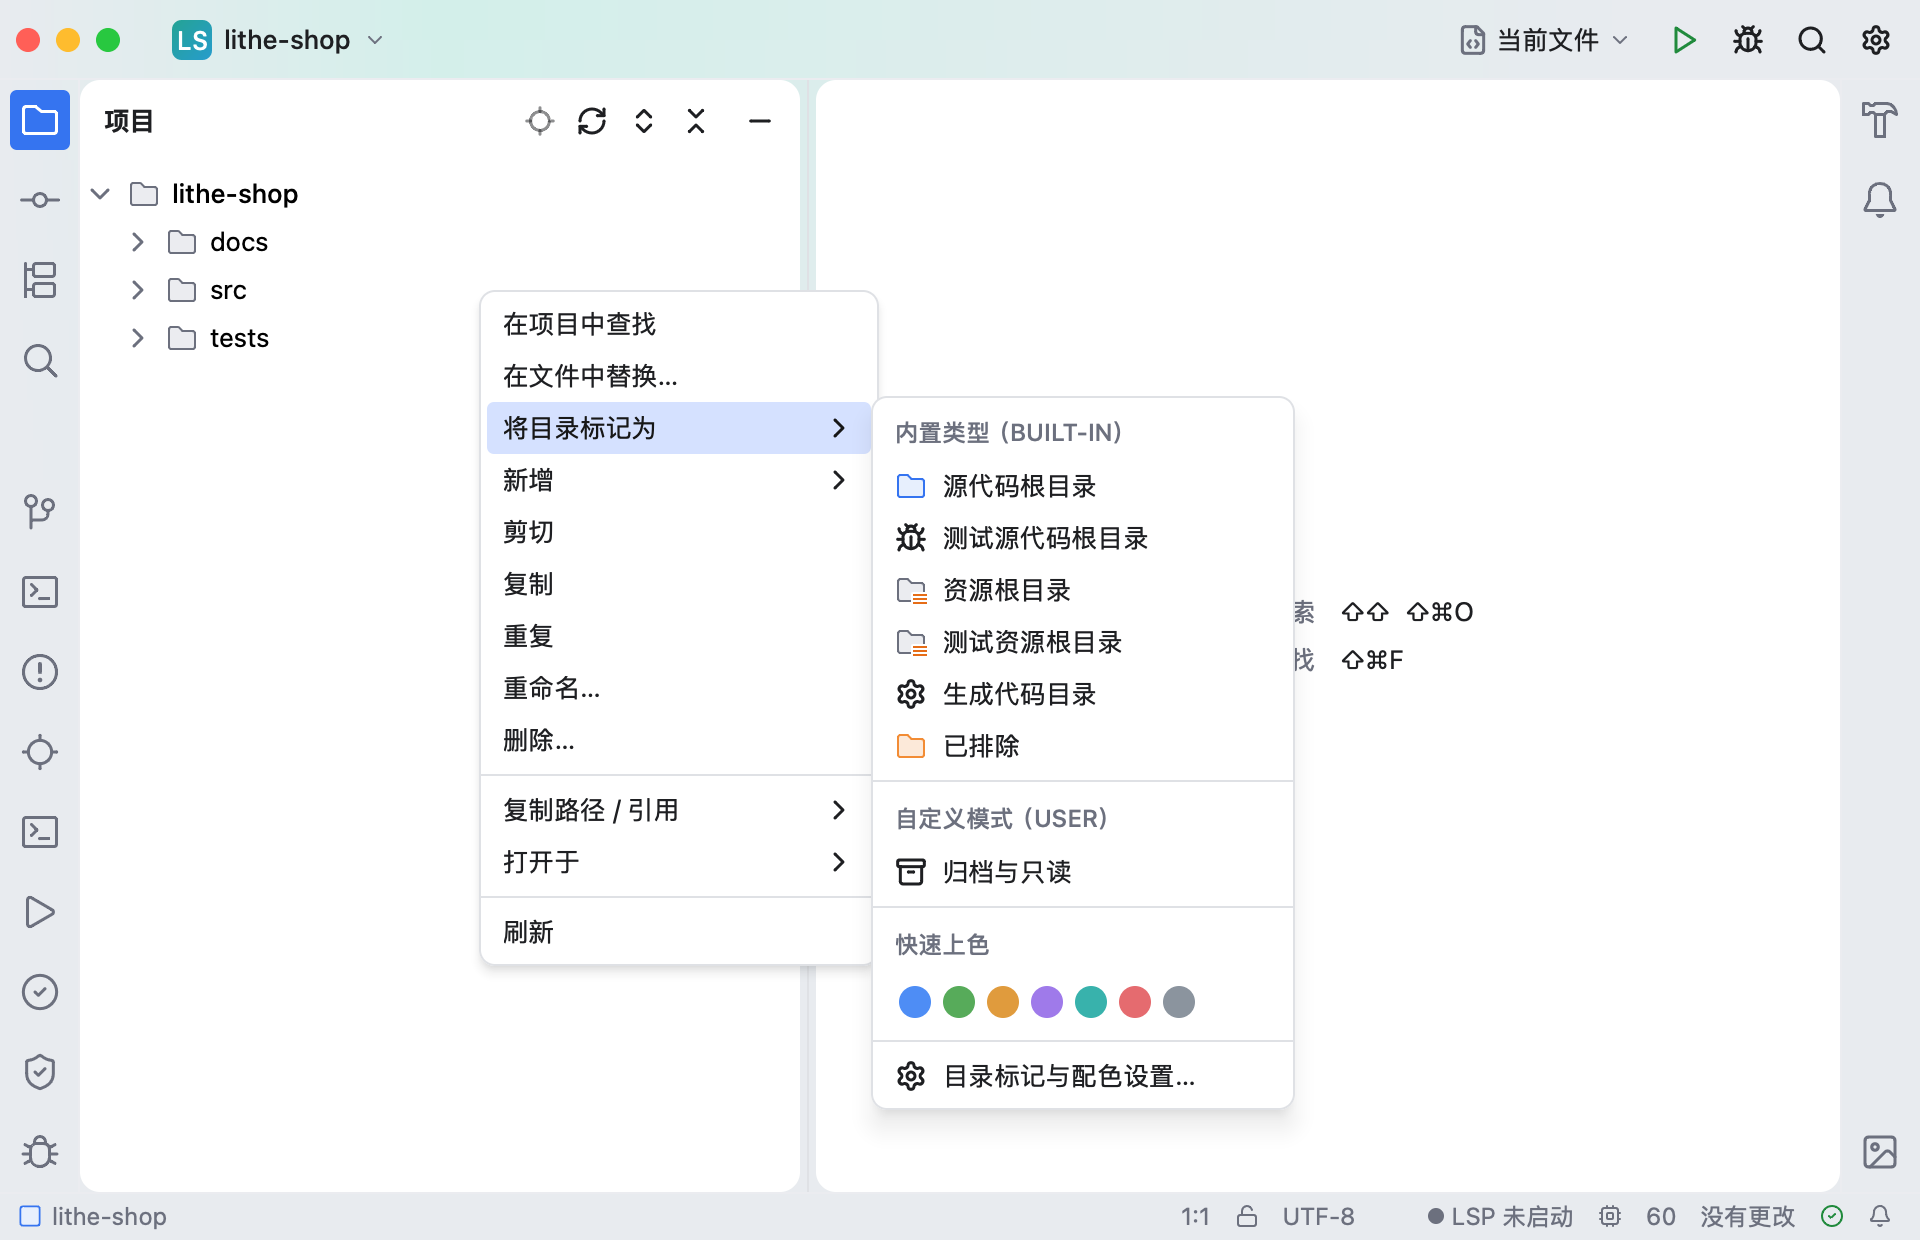 LS lithe-shop
当前文件
项目
lithe-shop
docs
src
tests
在项目中查找
在文件中替换...
将目录标记为
新增
剪切
复制
重复
重命名...
删除...
复制路径 / 引用
打开于
刷新
内置类型（BUILT-IN）
源代码根目录
测试源代码根目录
资源根目录
测试资源根目录
生成代码目录
已排除
自定义模式（USER）
归档与只读
快速上色
目录标记与配色设置...
索 ⇧⇧ ⇧⌘O
找 ⇧⌘F
lithe-shop
1:1 UTF-8 LSP 未启动 60 没有更改